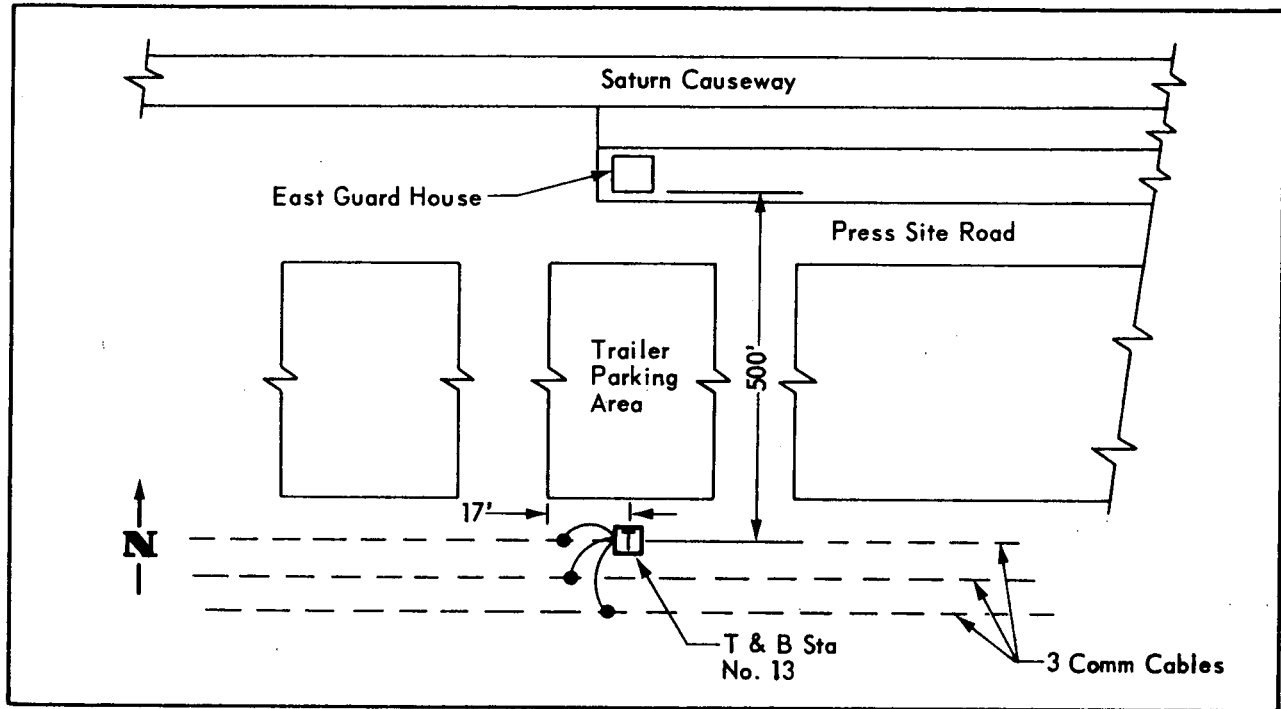 Saturn Causeway
East Guard House
Press Site Road
Trailer
Parking
Area
500'
17'
N
T
T & B Sta
No. 13
3 Comm Cables